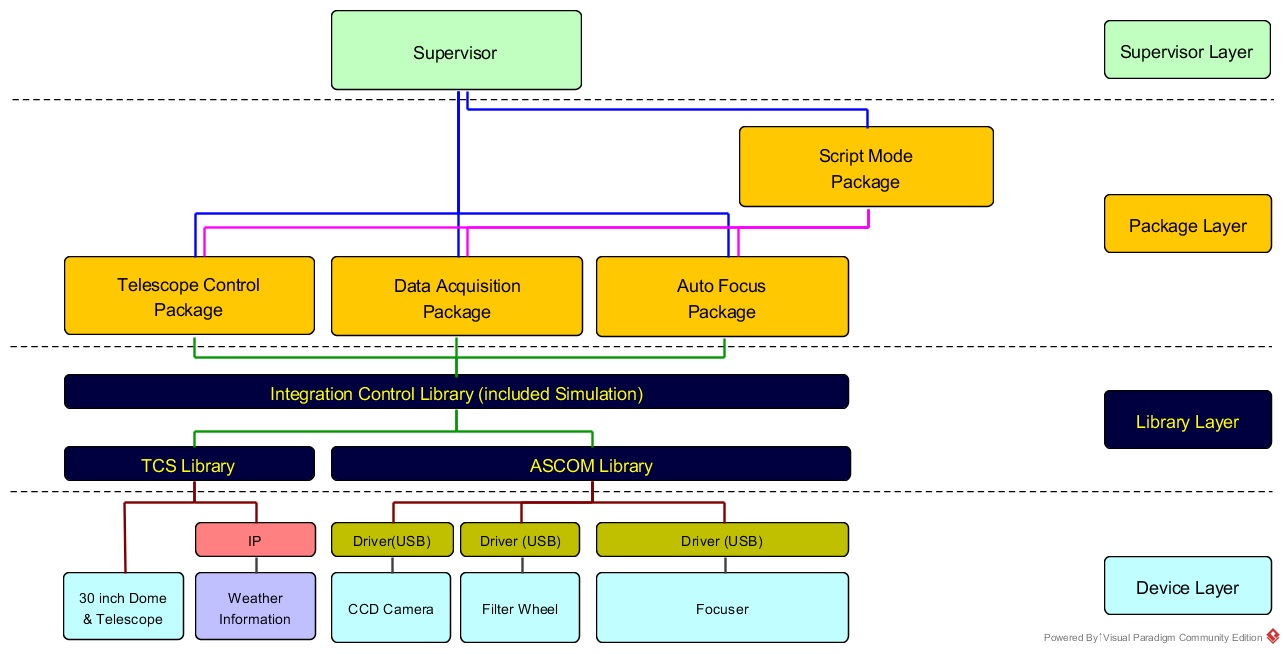 Supervisor
Supervisor Layer
Script Mode
Package
Package Layer
Telescope Control
Package
Data Acquisition
Package
Auto Focus
Package
Integration Control Library (included Simulation)
Library Layer
TCS Library
ASCOM Library
IP
Driver(USB)
Driver (USB)
Driver (USB)
30 inch Dome
& Telescope
Weather
Information
CCD Camera
Filter Wheel
Focuser
Device Layer
Powered By Visual Paradigm Community Edition